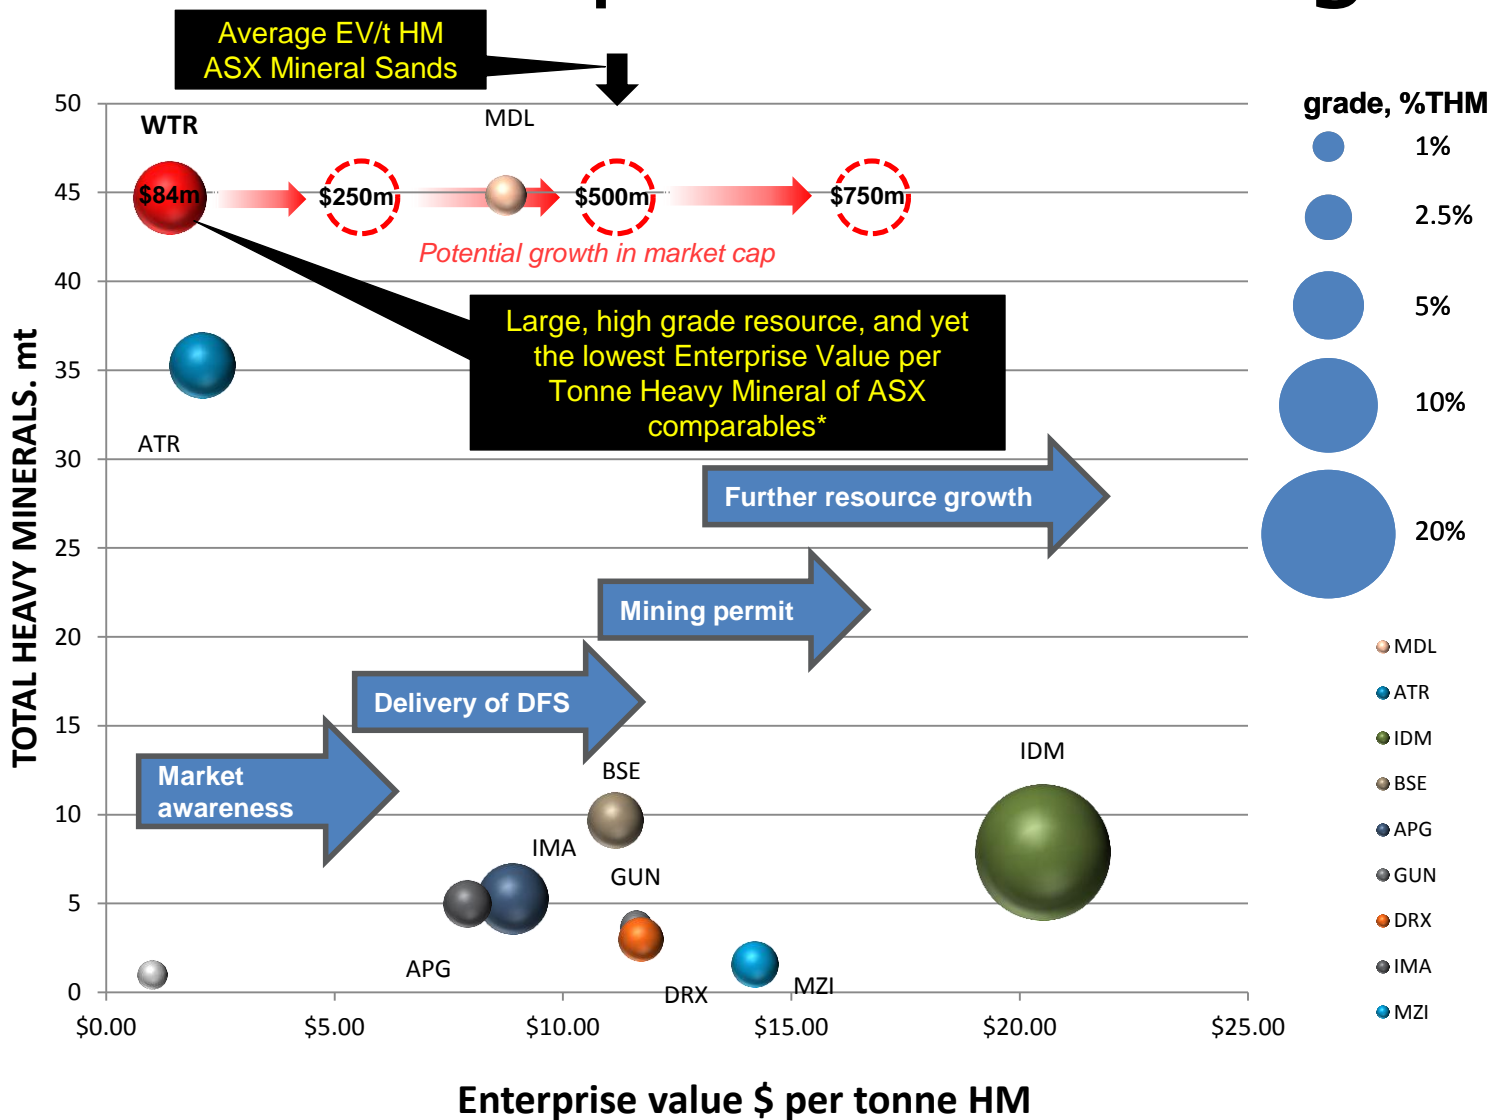 Average EV/t HM
ASX Mineral Sands
50
45
40
35
30
25
20
15
10
5
0
TOTAL HEAVY MINERALS. mt
WTR
MDL
$84m
$250m
$500m
$750m
Potential growth in market cap
Large, high grade resource, and yet
the lowest Enterprise Value per
Tonne Heavy Mineral of ASX
comparables*
ATR
Further resource growth
Mining permit
Delivery of DFS
Market
awareness
BSE
IDM
IMA
GUN
APG
DRX
MZI
$0.00
$5.00
$10.00
$15.00
$20.00
$25.00
Enterprise value $ per tonne HM
grade, %THM
1%
2.5%
5%
10%
20%
MDL
ATR
IDM
BSE
APG
GUN
DRX
IMA
MZI